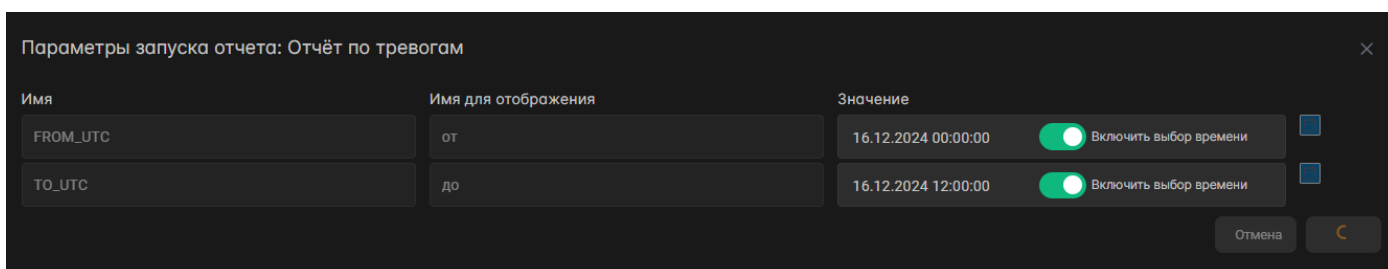 Параметры запуска отчета: Отчёт по тревогам
Имя Имя для отображения Значение
FROM_UTC от 16.12.2024 00:00:00 Включить выбор времени
TO_UTC до 16.12.2024 12:00:00 Включить выбор времени
Отмена